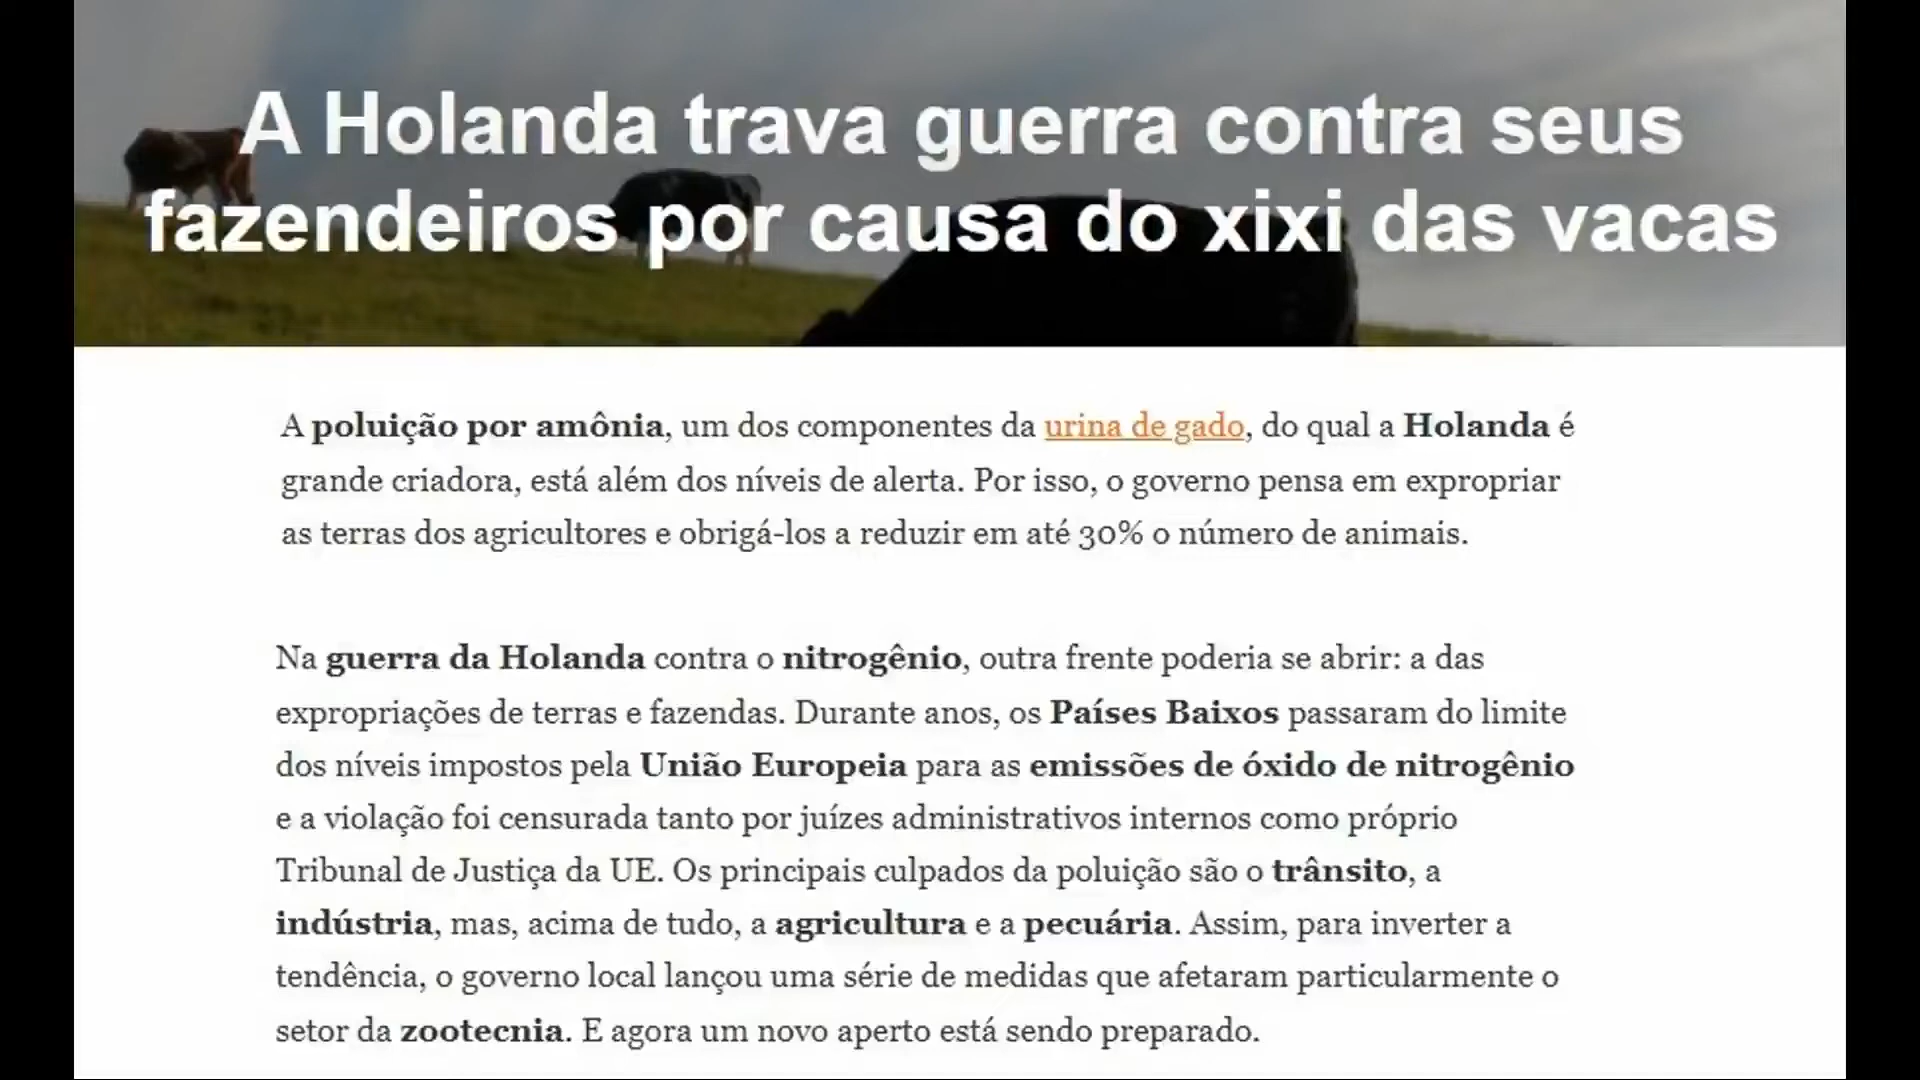 A Holanda trava guerra contra seus
fazendeiros por causa do xixi das vacas
A poluição por amônia, um dos componentes da urina de gado, do qual a Holanda é
grande criadora, está além dos níveis de alerta. Por isso, o governo pensa em expropriar
as terras dos agricultores e obrigá-los a reduzir em até 30% o número de animais.
Na guerra da Holanda contra o nitrogênio, outra frente poderia se abrir: a das
expropriações de terras e fazendas. Durante anos, os Países Baixos passaram do limite
dos níveis impostos pela União Europeia para as emissões de óxido de nitrogênio
e a violação foi censurada tanto por juízes administrativos internos como próprio
Tribunal de Justiça da UE. Os principais culpados da poluição são o trânsito, a
indústria, mas, acima de tudo, a agricultura e a pecuária. Assim, para inverter a
tendência, o governo local lançou uma série de medidas que afetaram particularmente o
setor da zootecnia. E agora um novo aperto está sendo preparado.